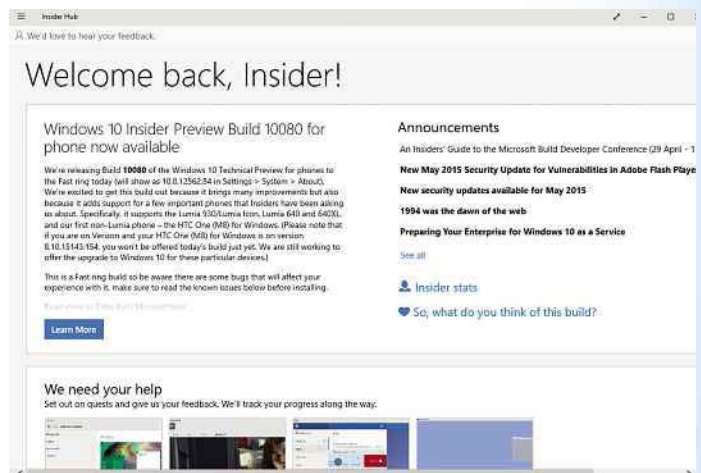 Insider Hub
We'd love to hear your feedback.
Welcome back, Insider!
Windows 10 Insider Preview Build 10080 for
phone now available
We're releasing Build 10080 of the Windows 10 Technical Preview for phones to
the Fast ring today (will show as 10.0.12562.84 in Settings > System > About).
We're excited to get this build out because it brings many improvements but also
because it adds support for a few important phones that Insiders have been asking
us about. Specifically, it supports the Lumia 930/Lumia Icon, Lumia 640 and 640XL,
and our first non-Lumia phone – the HTC One (M8) for Windows. (Please note that
if you are on Verizon and your HTC One (M8) for Windows is on version
8.10.15143.154, you won't be offered today's build just yet. We are still working to
offer the upgrade to Windows 10 for these particular devices.)
This is a Fast ring build so be aware there are some bugs that will affect your
experience with it, make sure to read the known issues below before installing.
Learn More
Announcements
An Insiders' Guide to the Microsoft Build Developer Conference (29 April - 1
New May 2015 Security Update for Vulnerabilities in Adobe Flash Playe
New security updates available for May 2015
1994 was the dawn of the web
Preparing Your Enterprise for Windows 10 as a Service
See all
Insider stats
So, what do you think of this build?
We need your help
Set out on quests and give us your feedback. We'll track your progress along the way.